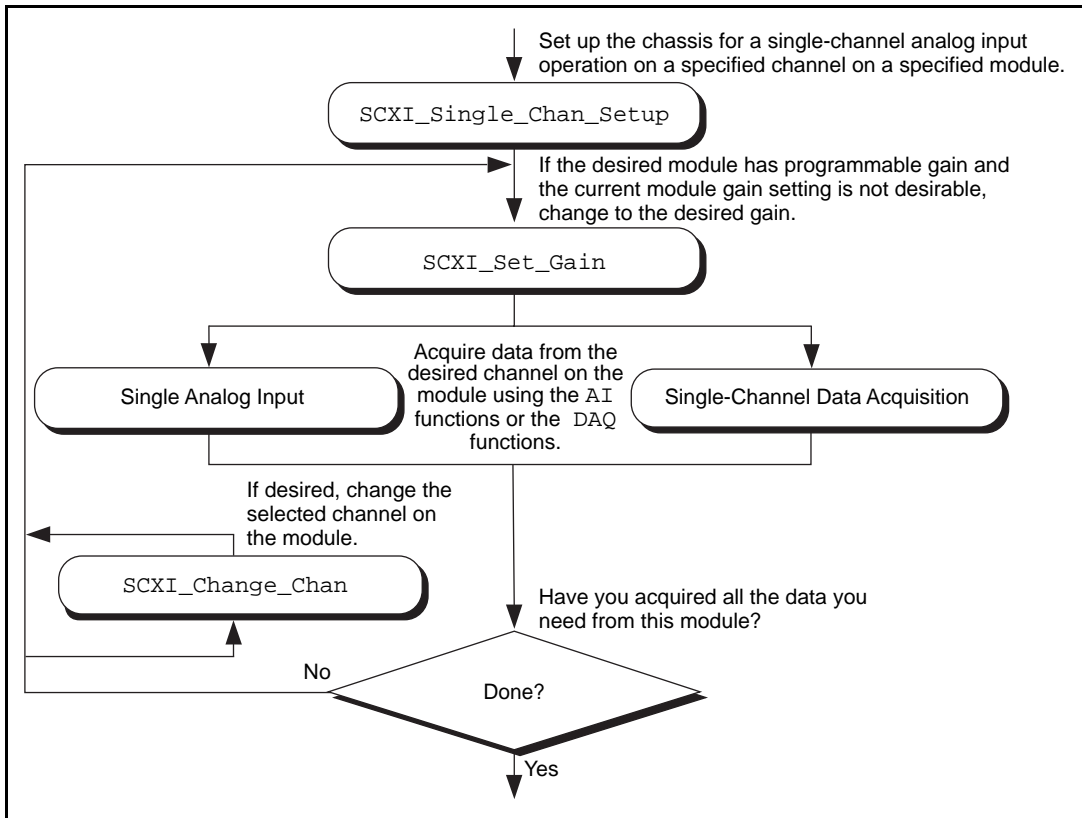 Set up the chassis for a single-channel analog input
operation on a specified channel on a specified module.
SCXI_Single_Chan_Setup
If the desired module has programmable gain and
the current module gain setting is not desirable,
change to the desired gain.
SCXI_Set_Gain
Single Analog Input
Acquire data from the
desired channel on the
module using the AI
functions or the DAQ
functions.
Single-Channel Data Acquisition
If desired, change the
selected channel on
the module.
SCXI_Change_Chan
Have you acquired all the data you
need from this module?
No
Done?
Yes